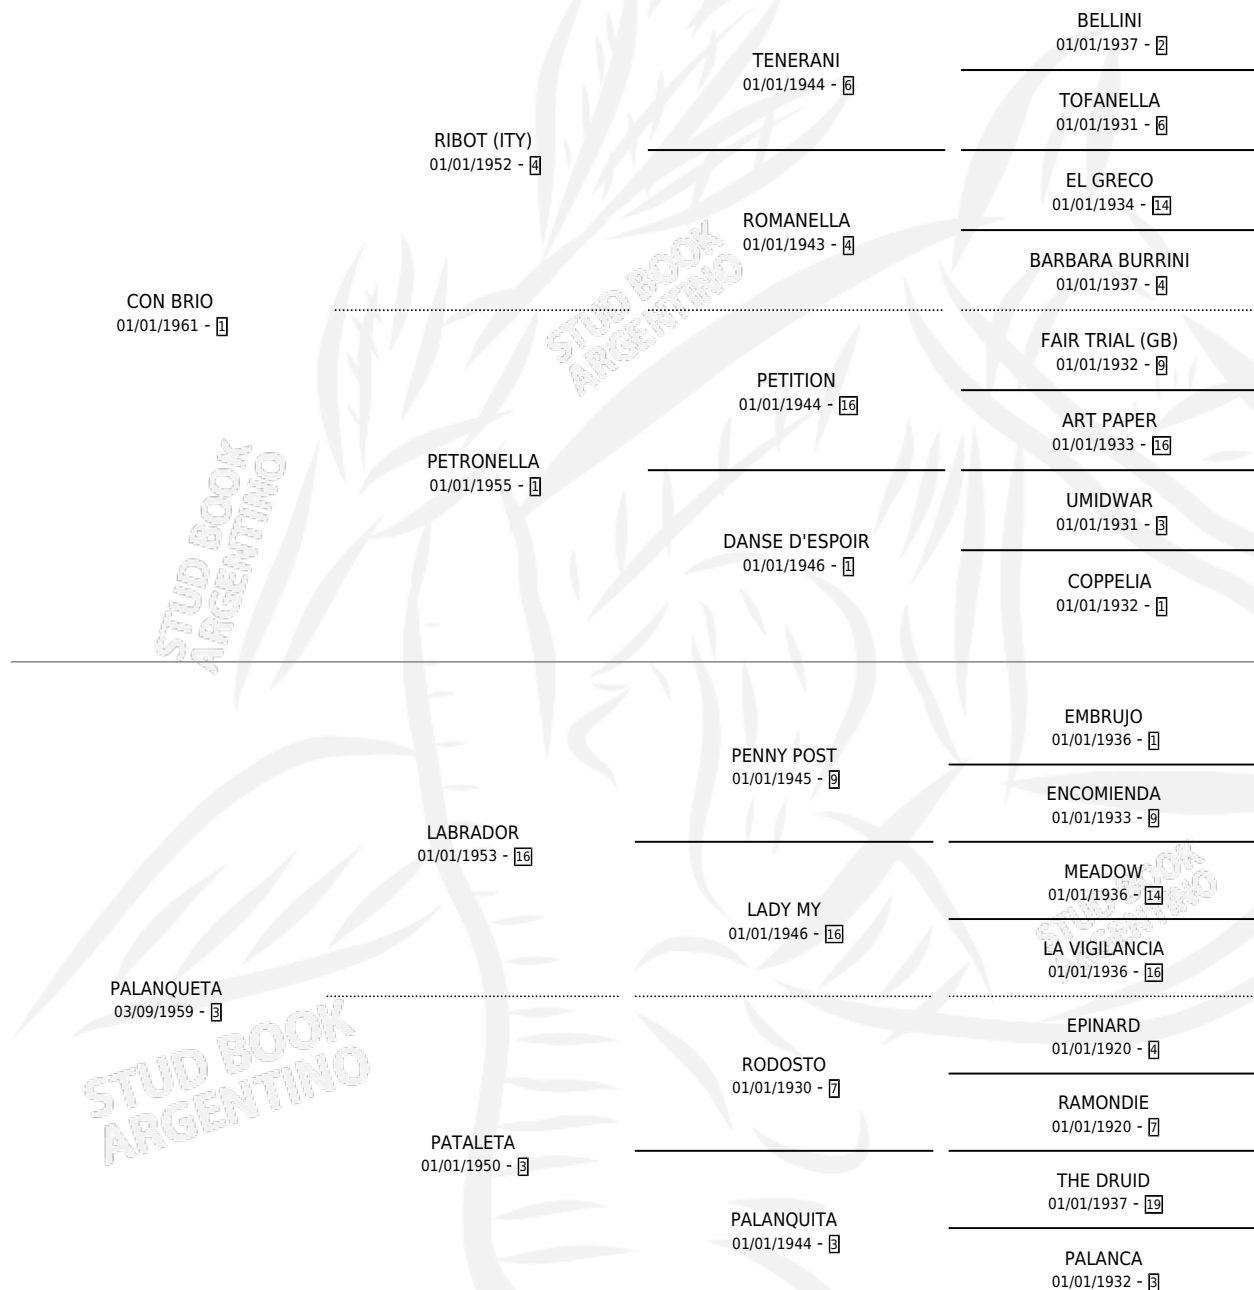 BELLINI
01/01/1937 - 2
TENERANI
01/01/1944 - 6
TOFANELLA
01/01/1931 - 6
RIBOT (ITY)
01/01/1952 - 4
EL GRECO
01/01/1934 - 14
ROMANELLA
01/01/1943 - 4
BARBARA BURRINI
01/01/1937 - 4
CON BRIO
01/01/1961 - 1
STUD BOOK
ARGENTINO
FAIR TRIAL (GB)
01/01/1932 - 9
PETITION
01/01/1944 - 16
ART PAPER
01/01/1933 - 16
PETRONELLA
01/01/1955 - 1
UMIDWAR
01/01/1931 - 3
DANSE D'ESPOIR
01/01/1946 - 1
COPPELIA
01/01/1932 - 1
STUD BOOK
ARGENTINO
EMBRUJO
01/01/1936 - 1
PENNY POST
01/01/1945 - 9
ENCOMIENDA
01/01/1933 - 9
LABRADOR
01/01/1953 - 16
MEADOW
01/01/1936 - 14
LADY MY
01/01/1946 - 16
LA VIGILANCIA
01/01/1936 - 16
STUD BOOK
ARGENTINO
PALANQUETA
03/09/1959 - 3
EPINARD
01/01/1920 - 4
RODOSTO
01/01/1930 - 7
RAMONDIE
01/01/1920 - 7
STUD BOOK
ARGENTINO
PATALETA
01/01/1950 - 3
THE DRUID
01/01/1937 - 19
PALANQUITA
01/01/1944 - 3
PALANCA
01/01/1932 - 3